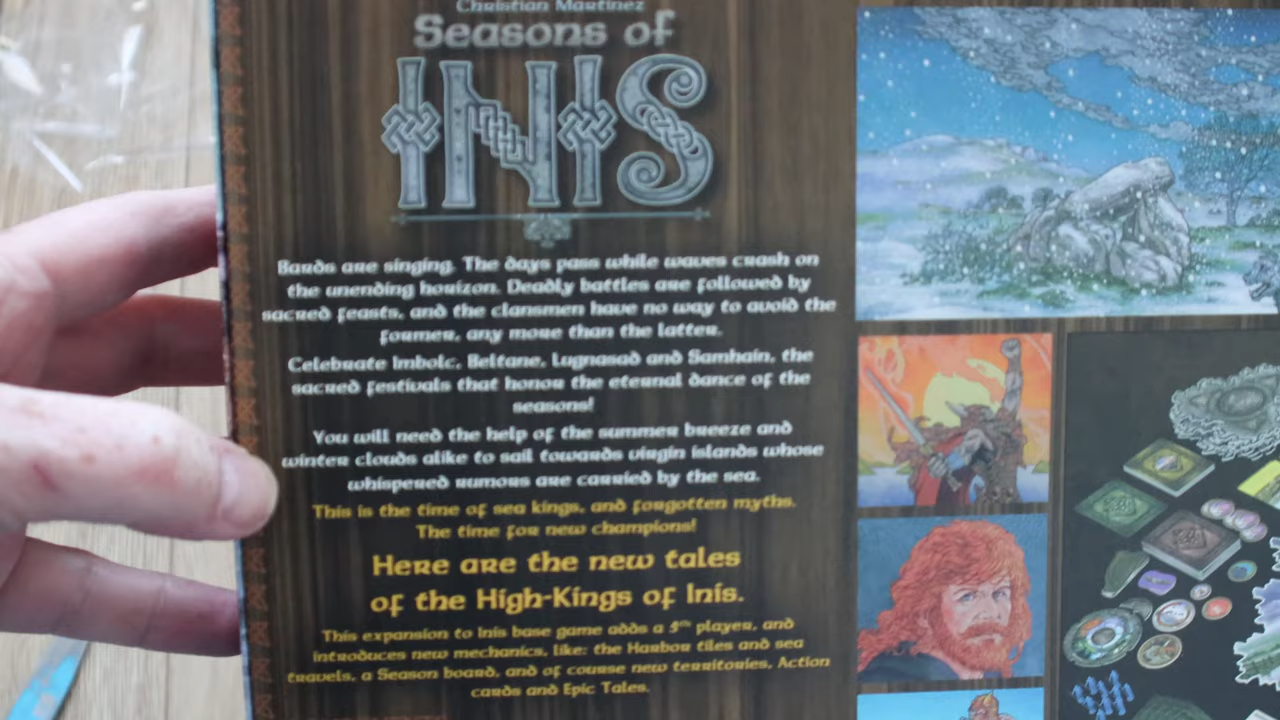 Christian Martinez
Seasons of
INIS
Bards are singing. The days pass while waves crash on
the unending horizon. Deadly battles are followed by
sacred feasts, and the clansmen have no way to avoid the
former, any more than the latter.
Celebrate Imbolc, Beltane, Lugnasad and Samhain, the
sacred festivals that honor the eternal dance of the
seasons!
You will need the help of the summer breeze and
winter clouds alike to sail towards virgin islands whose
whispered rumors are carried by the sea.
This is the time of sea kings, and forgotten myths.
The time for new champions!
Here are the new tales
of the High-Kings of Inis.
This expansion to Inis base game adds a 5th player, and
introduces new mechanics, like: the Harbor tiles and sea
travels, a Season board, and of course new territories, Action
cards and Epic Tales.